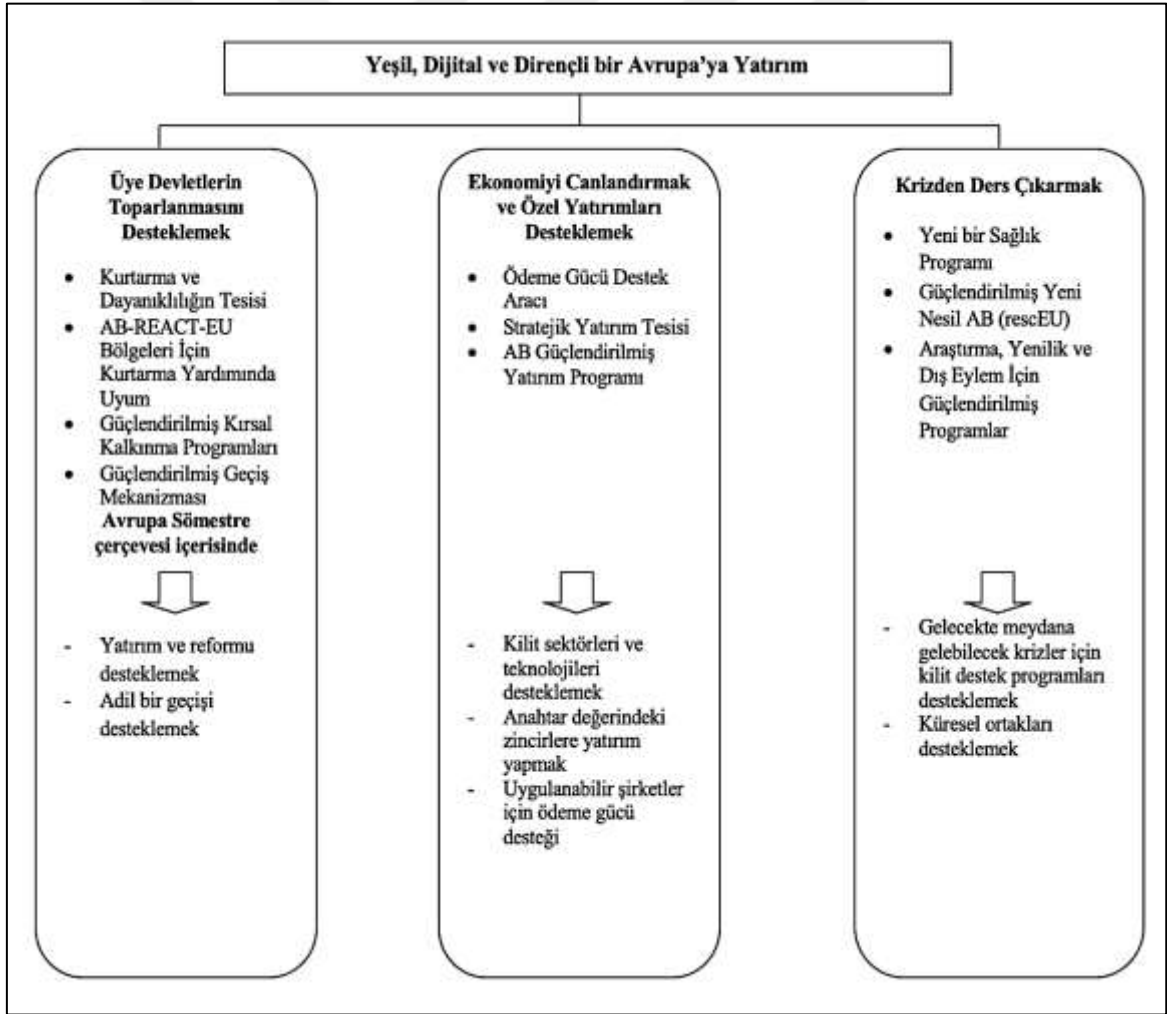 Yeşil, Dijital ve Dirençli bir Avrupa'ya Yatırım
Üye Devletlerin
Toparlanmasını
Desteklemek
• Kurtarma ve
Dayanıklılığın Tesisi
• AB-REACT-EU
Bölgeleri İçin
Kurtarma Yardımında
Uyum
• Güçlendirilmiş Kırsal
Kalkınma Programları
• Güçlendirilmiş Geçiş
Mekanizması
Avrupa Sömestre
çerçevesi içerisinde
- Yatırım ve reformu
desteklemek
- Adil bir geçişi
desteklemek
Ekonomiyi Canlandırmak
ve Özel Yatırımları
Desteklemek
• Ödeme Gücü Destek
Aracı
• Stratejik Yatırım Tesisi
• AB Güçlendirilmiş
Yatırım Programı
- Kilit sektörleri ve
teknolojileri
desteklemek
- Anahtar değerindeki
zincirlere yatırım
yapmak
- Uygulanabilir şirketler
için ödeme gücü
desteği
Krizden Ders Çıkarmak
• Yeni bir Sağlık
Programı
• Güçlendirilmiş Yeni
Nesil AB (rescEU)
• Araştırma, Yenilik ve
Dış Eylem İçin
Güçlendirilmiş
Programlar
- Gelecekte meydana
gelebilecek krizler için
kilit destek programları
desteklemek
- Küresel ortakları
desteklemek